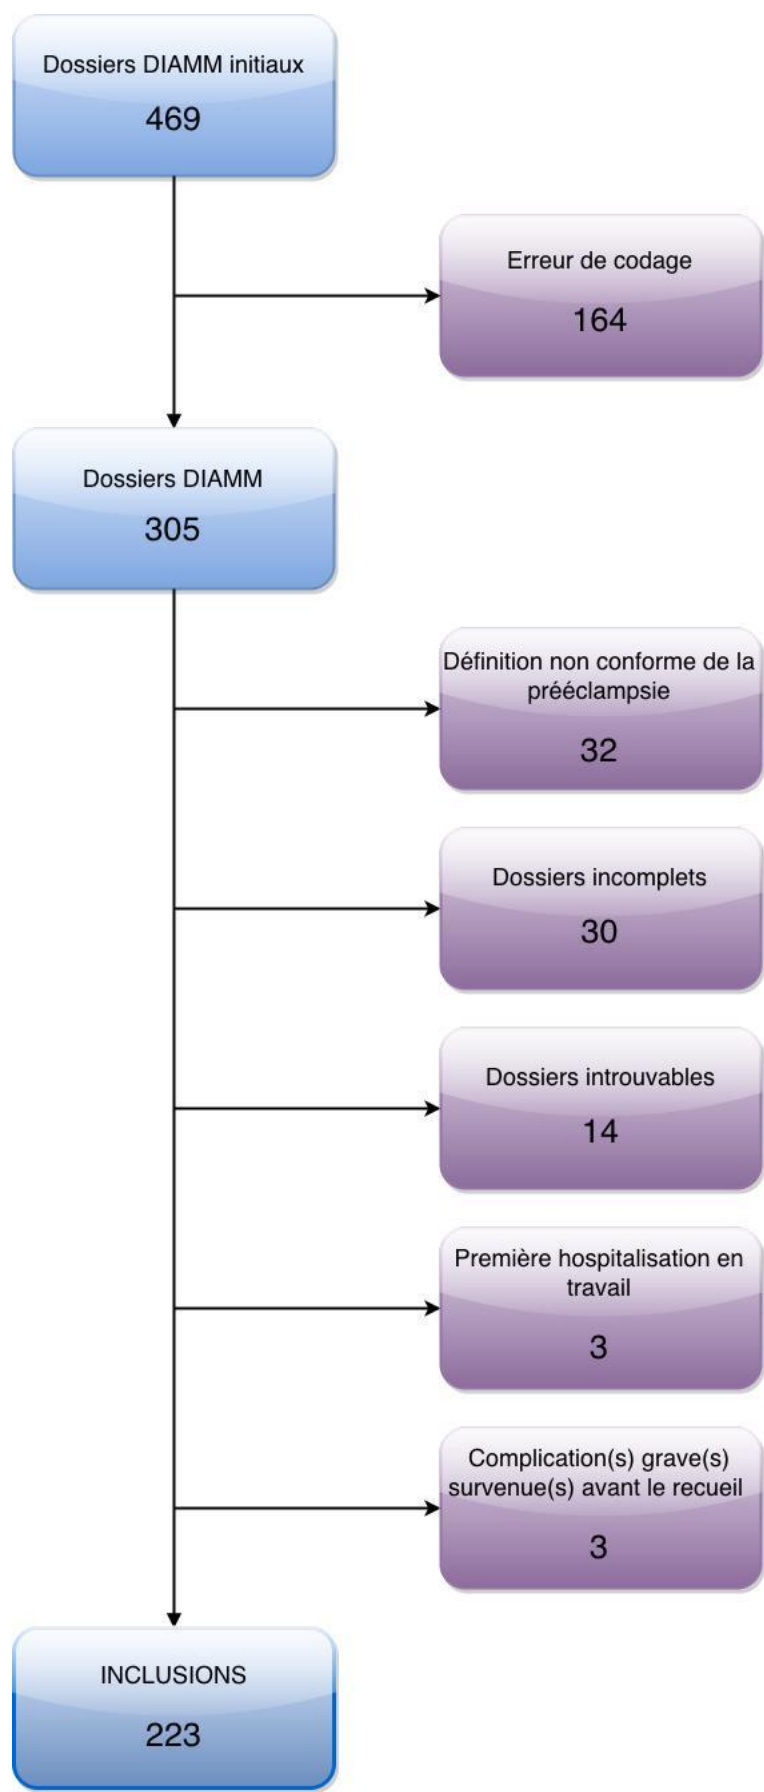 Dossiers DIAMM initiaux
469
Erreur de codage
164
Dossiers DIAMM
305
Définition non conforme de la
prééclampsie
32
Dossiers incomplets
30
Dossiers introuvables
14
Première hospitalisation en
travail
3
Complication(s) grave(s)
survenue(s) avant le recueil
3
INCLUSIONS
223